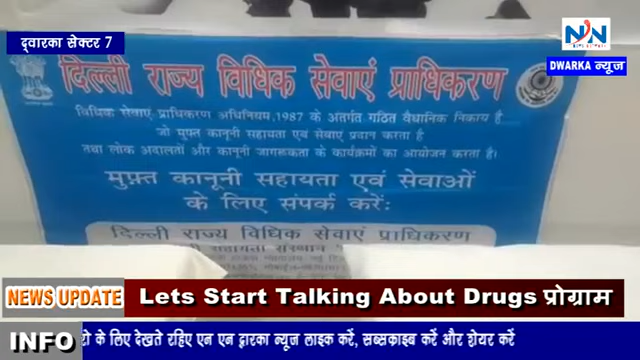 द्वारका सेक्टर 7
NN
DWARKA न्यूज
दिल्ली राज्य विधिक सेवाएं प्राधिकरण
विधिक सेवाएं प्राधिकरण अधिनियम,1987 के अंतर्गत गठित वैधानिक निकाय है
जो मुफ़्त कानूनी सहायता एवं सेवाएं प्रदान करता है
तथा लोक अदालतों और कानूनी जागरूकता के कार्यक्रमों का आयोजन करता है।
मुफ़्त कानूनी सहायता एवं सेवाओं
के लिए संपर्क करें:
दिल्ली राज्य विधिक सेवाएं प्राधिकरण
सहायता संस्थान
NEWS UPDATE
Lets Start Talking About Drugs प्रोग्राम
INFO
के लिए देखते रहिए एन एन द्वारका न्यूज लाइक करें, सब्सक्राइब करें और शेयर करें